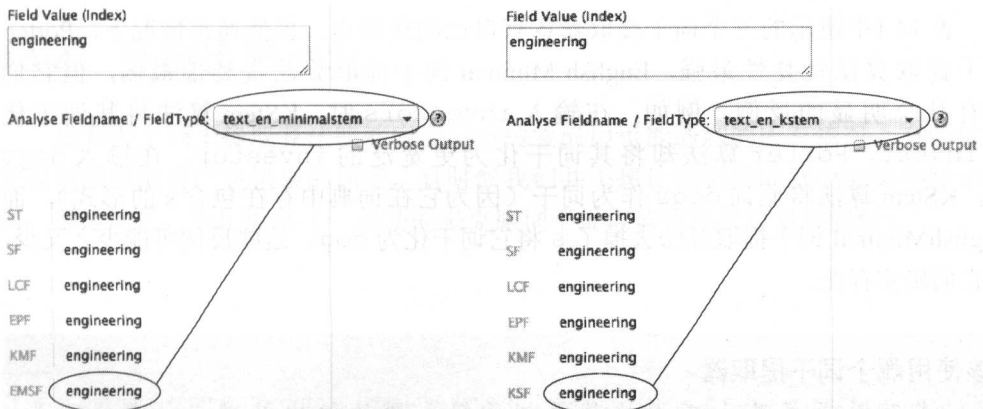 Field Value (Index)
engineering
Analyse Fieldname / FieldType: text_en_minimalstem ?
Verbose Output
ST engineering
SF engineering
LCF engineering
EPF engineering
KMF engineering
EMSF engineering
Field Value (Index)
engineering
Analyse Fieldname / FieldType: text_en_kstem ?
Verbose Output
ST engineering
SF engineering
LCF engineering
EPF engineering
KMF engineering
KSF engineering